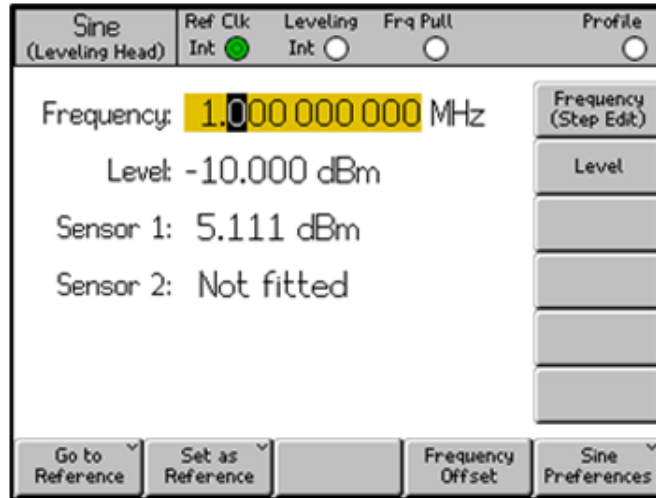 Sine
(Leveling Head)
Ref Clk
Int
Leveling
Int
Frq Pull
Profile
Frequency: 1.000 000 000 MHz
Level: -10.000 dBm
Sensor 1: 5.111 dBm
Sensor 2: Not fitted
Frequency
(Step Edit)
Level
Go to
Reference
Set as
Reference
Frequency
Offset
Sine
Preferences